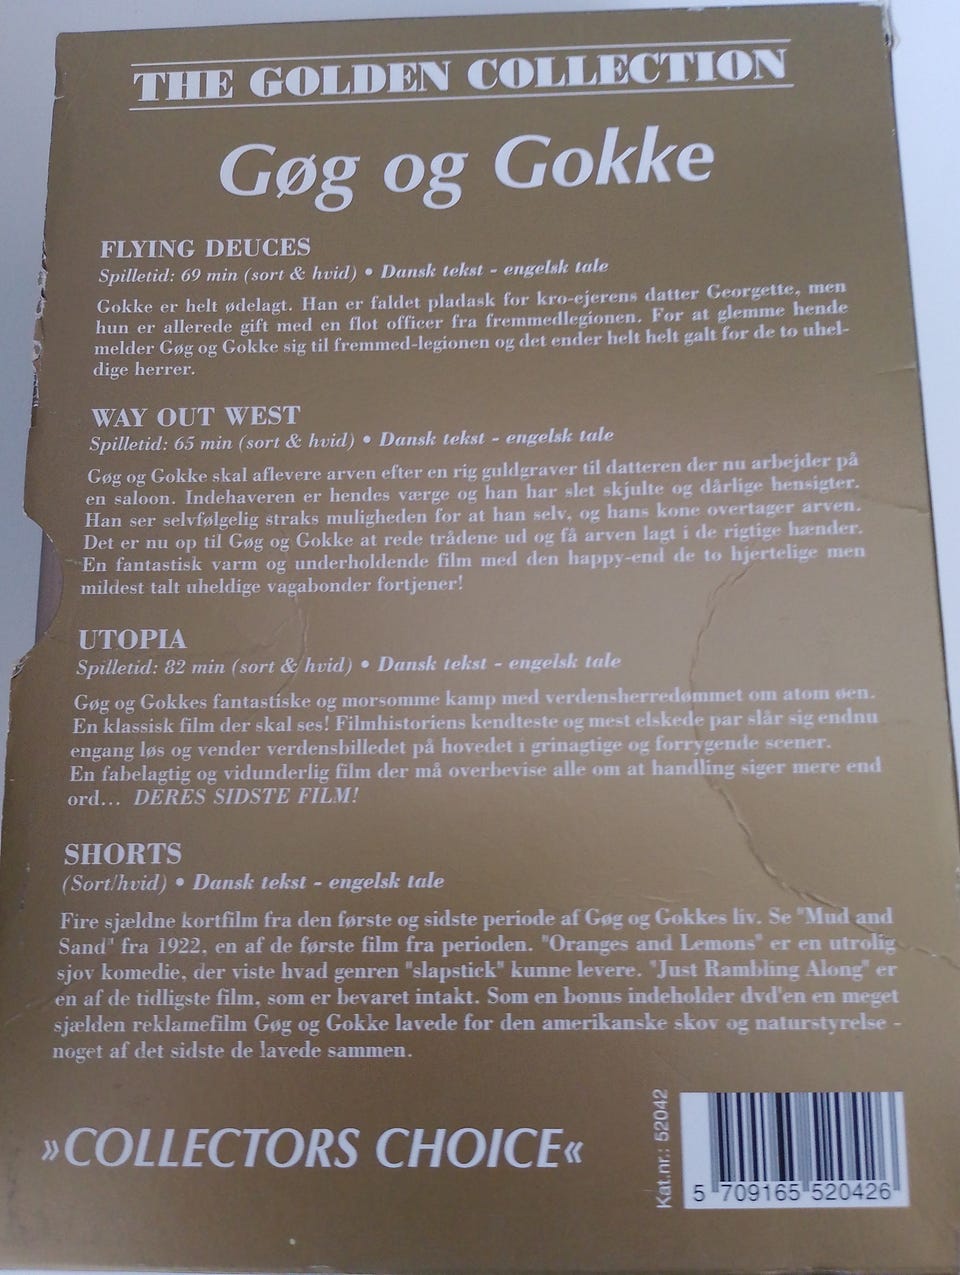 THE GOLDEN COLLECTION
Gøg og Gokke
FLYING DEUCES
Spilletid: 69 min (sort & hvid) • Dansk tekst - engelsk tale
Gokke er helt ødelagt. Han er faldet pladask for kro-ejerens datter Georgette, men
hun er allerede gift med en flot officer fra fremmedlegionen. For at glemme hende
melder Gøg og Gokke sig til fremmed-legionen og det ender helt helt galt for de to uhel-
dige herrer.
WAY OUT WEST
Spilletid: 65 min (sort & hvid) • Dansk tekst - engelsk tale
Gøg og Gokke skal aflevere arven efter en rig guldgraver til datteren der nu arbejder på
en saloon. Indehaveren er hendes værge og han har slet skjulte og dårlige hensigter.
Han ser selvfølgelig straks muligheden for at han selv, og hans kone overtager arven.
Det er nu op til Gøg og Gokke at rede trådene ud og få arven lagt i de rigtige hænder.
En fantastisk varm og underholdende film med den happy-end de to hjertelige men
mildest talt uheldige vagabonder fortjener!
UTOPIA
Spilletid: 82 min (sort & hvid) • Dansk tekst - engelsk tale
Gøg og Gokkes fantastiske og morsomme kamp med verdensherredømmet om atom øen.
En klassisk film der skal ses! Filmhistoriens kendteste og mest elskede par slår sig endnu
engang løs og vender verdensbilledet på hovedet i grinagtige og forrygende scener.
En fabelagtig og vidunderlig film der må overbevise alle om at handling siger mere end
ord... DERES SIDSTE FILM!
SHORTS
(Sort/hvid) • Dansk tekst - engelsk tale
Fire sjældne kortfilm fra den første og sidste periode af Gøg og Gokkes liv. Se "Mud and
Sand" fra 1922, en af de første film fra perioden. "Oranges and Lemons" er en utrolig
sjov komedie, der viste hvad genren "slapstick" kunne levere. "Just Rambling Along" er
en af de tidligste film, som er bevaret intakt. Som en bonus indeholder dvd'en en meget
sjælden reklamefilm Gøg og Gokke lavede for den amerikanske skov og naturstyrelse -
noget af det sidste de lavede sammen.
»COLLECTORS CHOICE«
Kat.nr.: 52042
5 709165 520426